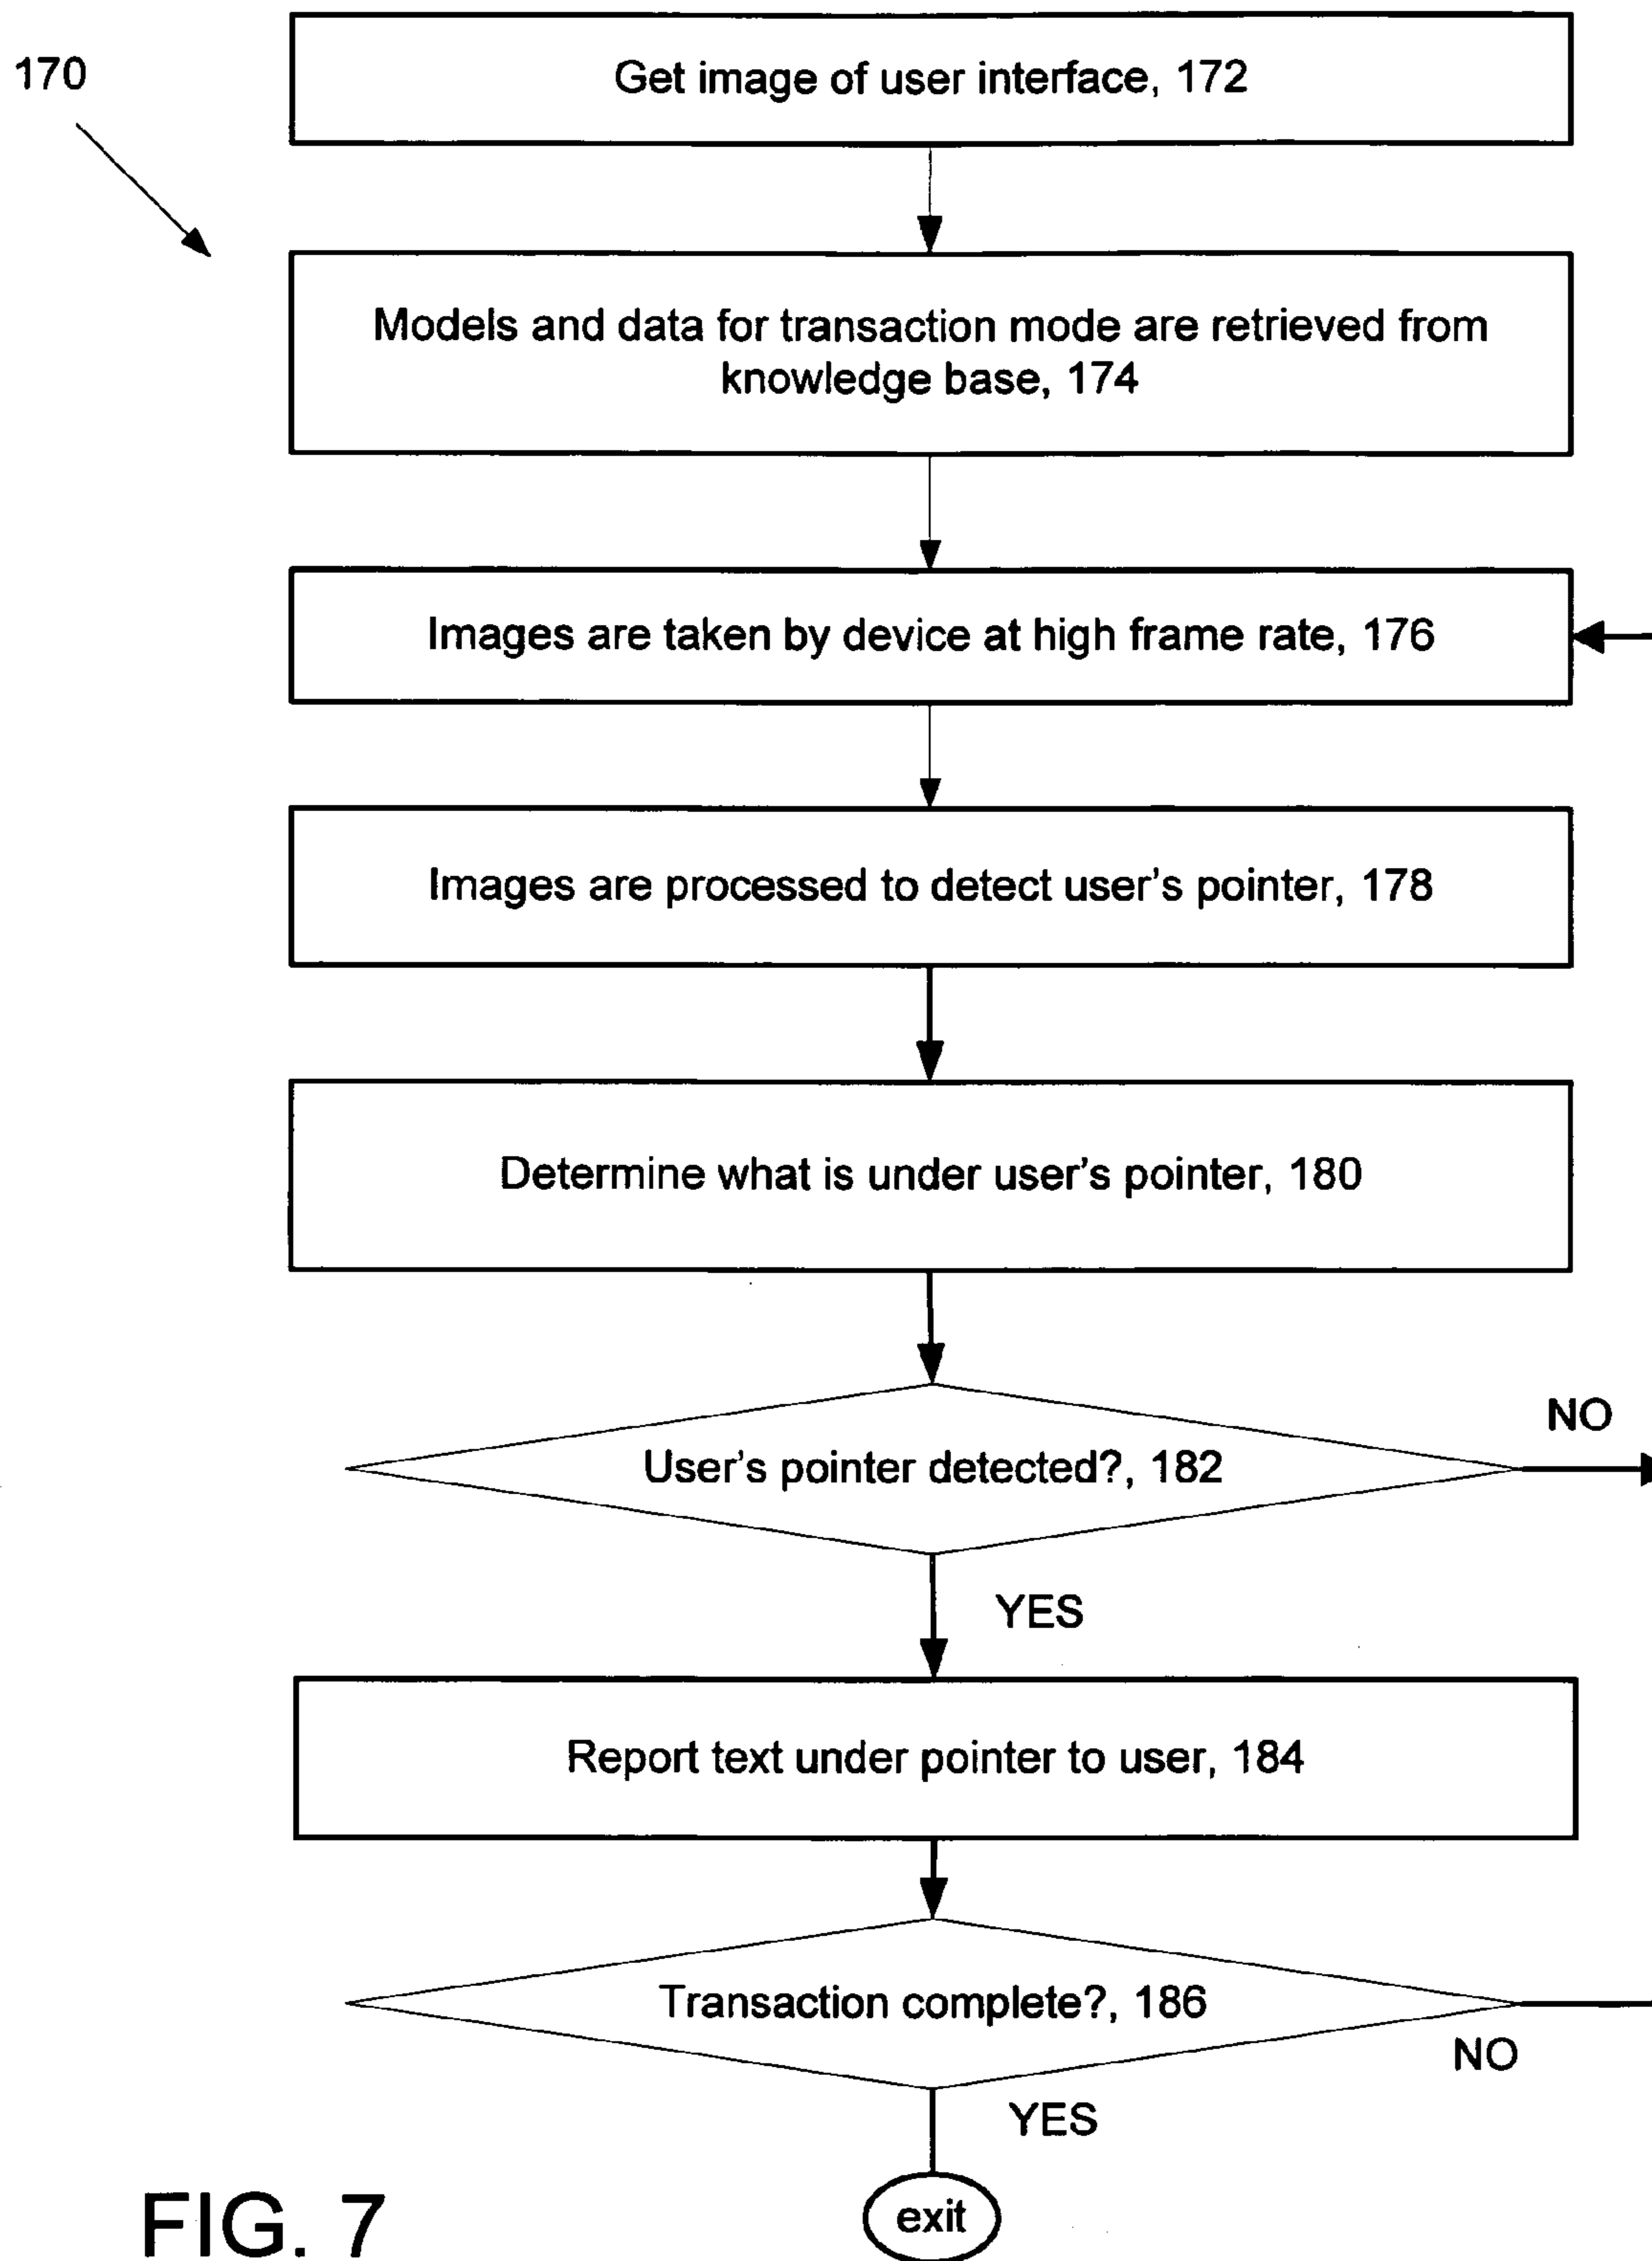 170
Get image of user interface, 172
Models and data for transaction mode are retrieved from
knowledge base, 174
Images are taken by device at high frame rate, 176
Images are processed to detect user's pointer, 178
Determine what is under user's pointer, 180
NO
User's pointer detected?, 182
YES
Report text under pointer to user, 184
Transaction complete?, 186
NO
YES
exit
FIG. 7